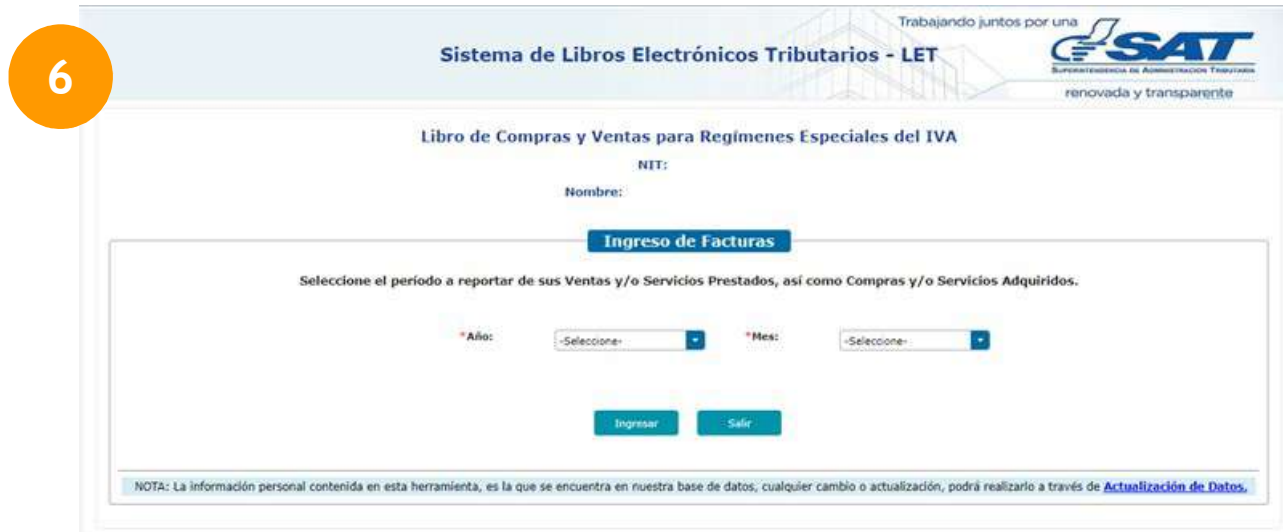 6
Trabajando juntos por una
SAT
SUPERINTENDENCIA DE ADMINISTRACIÓN TRIBUTARIA
renovada y transparente
Sistema de Libros Electrónicos Tributarios - LET
Libro de Compras y Ventas para Regímenes Especiales del IVA
NIT:
Nombre:
Ingreso de Facturas
Seleccione el período a reportar de sus Ventas y/o Servicios Prestados, así como Compras y/o Servicios Adquiridos.
*Año: -Seleccione- *Mes: -Seleccione-
Ingresar Salir
NOTA: La información personal contenida en esta herramienta, es la que se encuentra en nuestra base de datos, cualquier cambio o actualización, podrá realizarlo a través de Actualización de Datos.